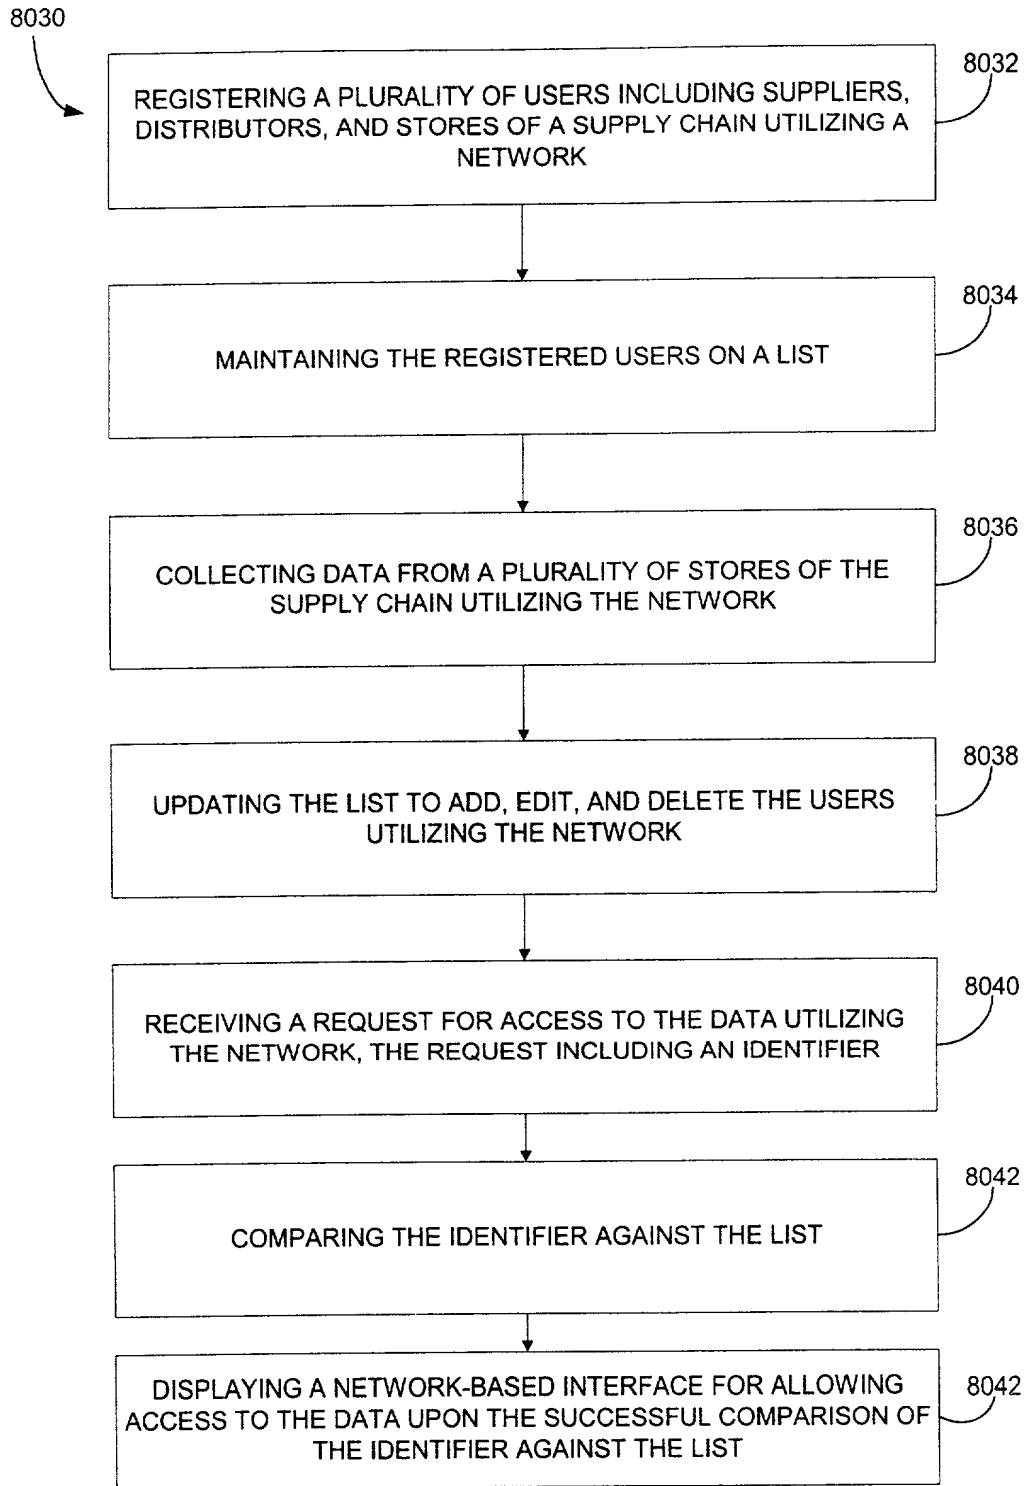 8030
8032
REGISTERING A PLURALITY OF USERS INCLUDING SUPPLIERS,
DISTRIBUTORS, AND STORES OF A SUPPLY CHAIN UTILIZING A
NETWORK
8034
MAINTAINING THE REGISTERED USERS ON A LIST
8036
COLLECTING DATA FROM A PLURALITY OF STORES OF THE
SUPPLY CHAIN UTILIZING THE NETWORK
8038
UPDATING THE LIST TO ADD, EDIT, AND DELETE THE USERS
UTILIZING THE NETWORK
8040
RECEIVING A REQUEST FOR ACCESS TO THE DATA UTILIZING
THE NETWORK, THE REQUEST INCLUDING AN IDENTIFIER
8042
COMPARING THE IDENTIFIER AGAINST THE LIST
8042
DISPLAYING A NETWORK-BASED INTERFACE FOR ALLOWING
ACCESS TO THE DATA UPON THE SUCCESSFUL COMPARISON OF
THE IDENTIFIER AGAINST THE LIST